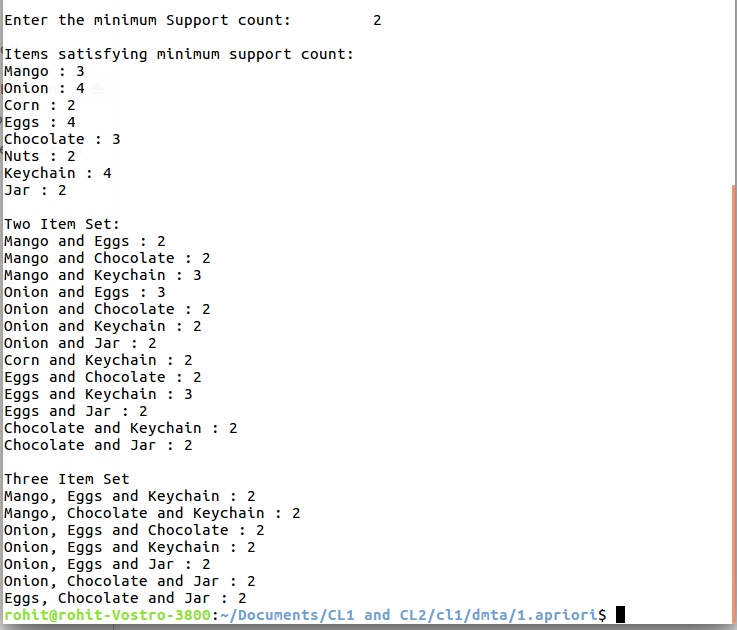 Enter the minimum Support count: 2
Items satisfying minimum support count:
Mango : 3
Onion : 4
Corn : 2
Eggs : 4
Chocolate : 3
Nuts : 2
Keychain : 4
Jar : 2
Two Item Set:
Mango and Eggs : 2
Mango and Chocolate : 2
Mango and Keychain : 3
Onion and Eggs : 3
Onion and Chocolate : 2
Onion and Keychain : 2
Onion and Jar : 2
Corn and Keychain : 2
Eggs and Chocolate : 2
Eggs and Keychain : 3
Eggs and Jar : 2
Chocolate and Keychain : 2
Chocolate and Jar : 2
Three Item Set
Mango, Eggs and Keychain : 2
Mango, Chocolate and Keychain : 2
Onion, Eggs and Chocolate : 2
Onion, Eggs and Keychain : 2
Onion, Eggs and Jar : 2
Onion, Chocolate and Jar : 2
Eggs, Chocolate and Jar : 2
rohit@rohit-Vostro-3800:~/Documents/CL1 and CL2/cl1/dmta/1.apriori$